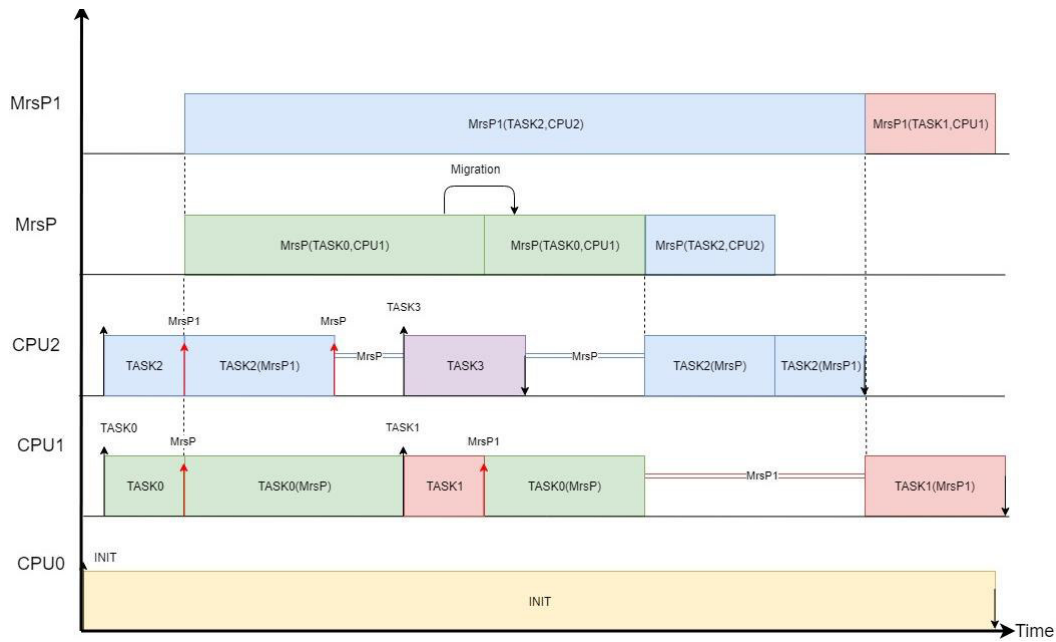 MrsP1
MrsP1(TASK2,CPU2)
MrsP1(TASK1,CPU1)
Migration
MrsP
MrsP(TASK0,CPU1)
MrsP(TASK0,CPU1)
MrsP(TASK2,CPU2)
TASK3
MrsP1
MrsP
CPU2
TASK2
TASK2(MrsP1)
MrsP
TASK3
MrsP
TASK2(MrsP)
TASK2(MrsP1)
TASK0
TASK1
CPU1
MrsP
MrsP1
TASK0
TASK0(MrsP)
TASK1
TASK0(MrsP)
MrsP1
TASK1(MrsP1)
CPU0
INIT
INIT
Time